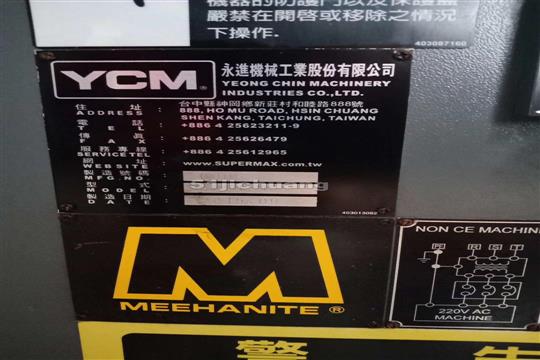 機器的防護門以及保護蓋
嚴禁在開啓或移除之情況
下操作.
403087160
YCM®
永進機械工業股份有限公司
YEONG CHIN MACHINERY
INDUSTRIES CO.,LTD.
住址
ADDRESS
台中縣神岡鄉新莊村和睦路888號
888, HO MU ROAD, HSIN CHUANG
SHEN KANG, TAICHUNG, TAIWAN
電話
TEL
+886 4 25623211-9
傳真
FAX
+886 4 25626479
服務專線
SERVICETEL
+886 4 25612965
網址
WEBSITE
www.SUPERMAX.com.tw
製造號碼
MFG.NO.
51jichuang
型式
MODEL
製造日期
DATE
403013082
M
MEEHANITE ®
NON CE MACHIN
220V AC
MACHINE
警